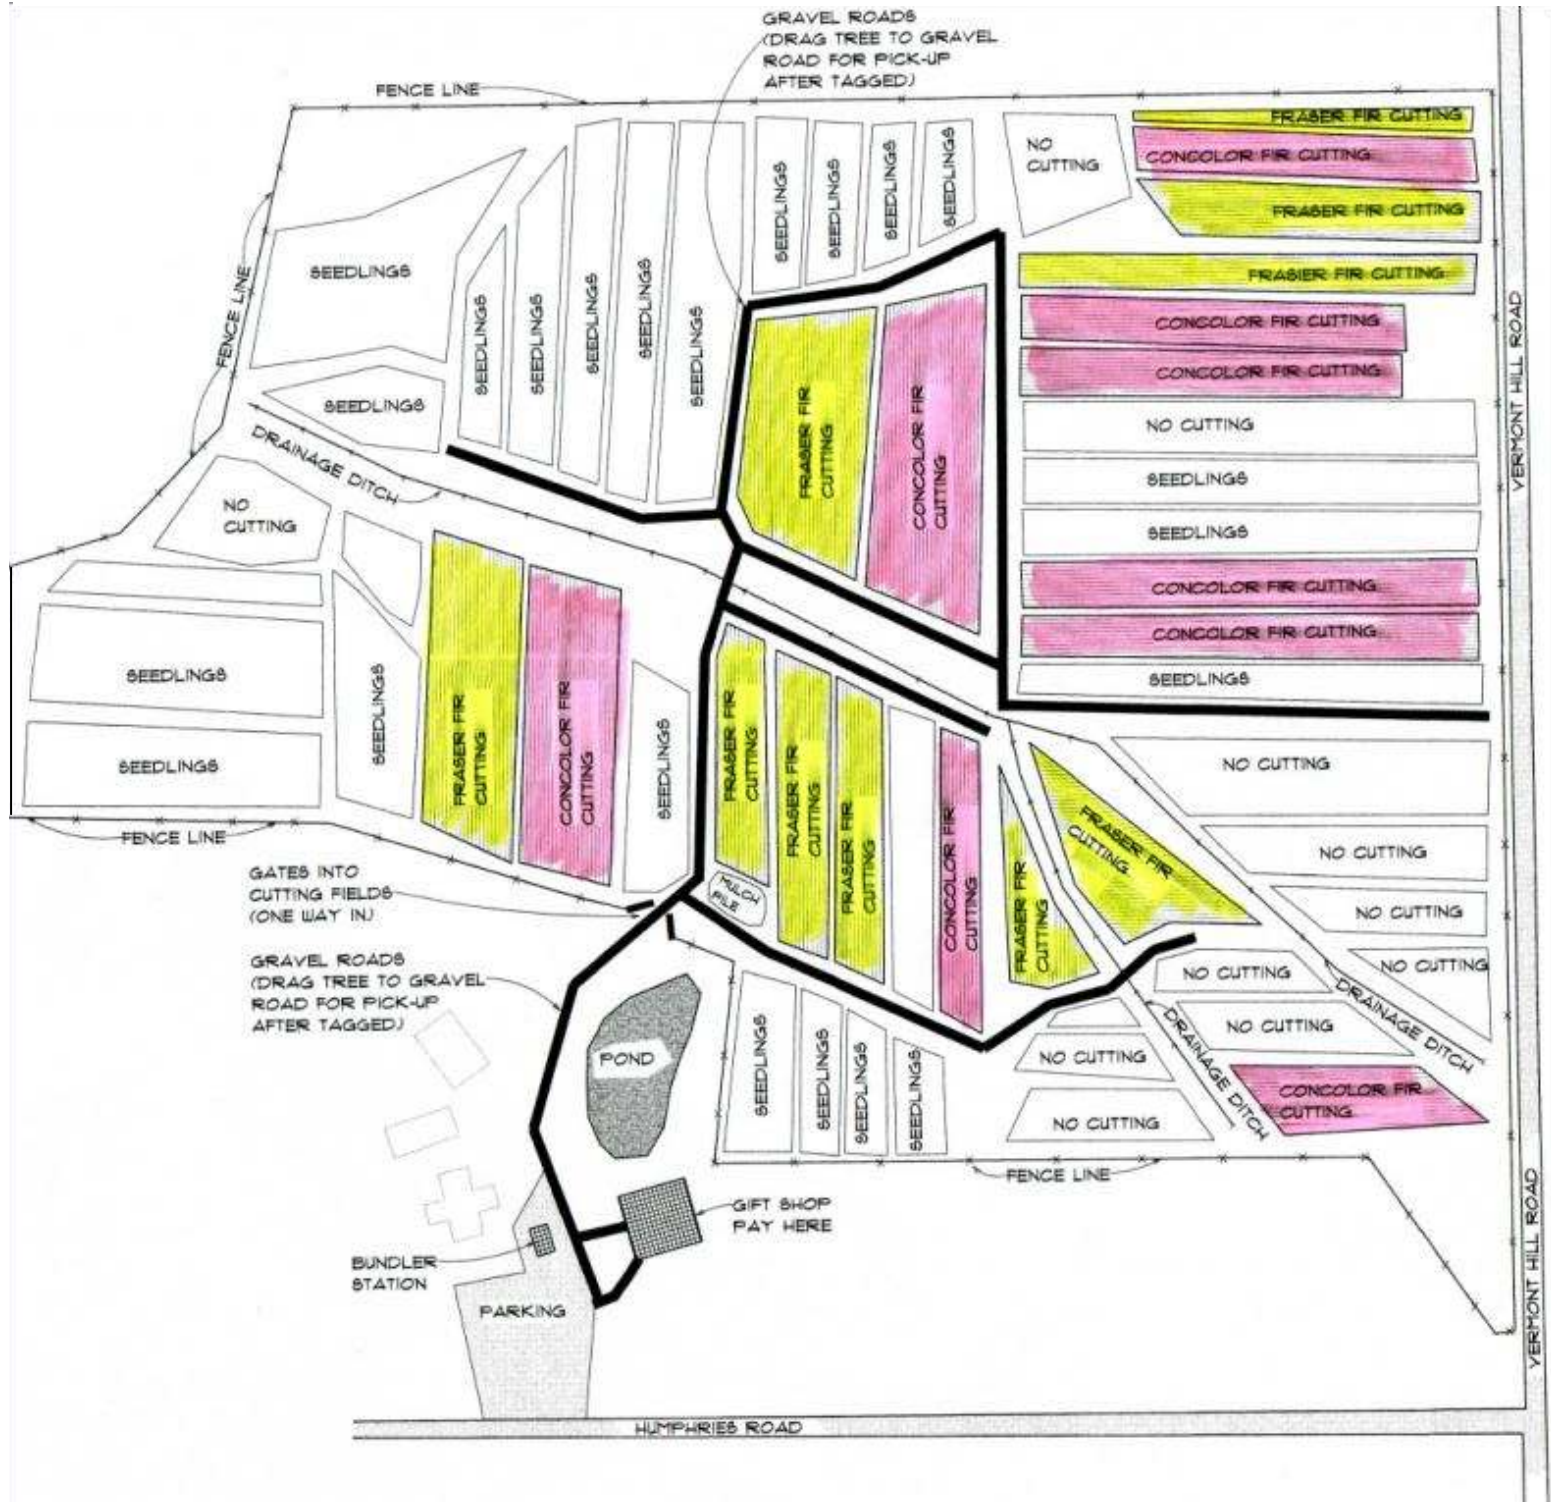 GRAVEL ROADS
(DRAG TREE TO GRAVEL
ROAD FOR PICK-UP
AFTER TAGGED)
FENCE LINE
FRASER FIR CUTTING
CONCOLOR FIR CUTTING
FRASER FIR CUTTING
NO
CUTTING
SEEDLINGS
SEEDLINGS
SEEDLINGS
SEEDLINGS
SEEDLINGS
SEEDLINGS
SEEDLINGS
SEEDLINGS
SEEDLINGS
SEEDLINGS
FENCE LINE
FRASIER FIR CUTTING
CONCOLOR FIR CUTTING
CONCOLOR FIR CUTTING
VERMONT HILL ROAD
SEEDLINGS
FRASER FIR
CUTTING
CONCOLOR FIR
CUTTING
NO CUTTING
SEEDLINGS
SEEDLINGS
DRAINAGE DITCH
NO
CUTTING
CONCOLOR FIR CUTTING
CONCOLOR FIR CUTTING
SEEDLINGS
SEEDLINGS
SEEDLINGS
SEEDLINGS
FRASER FIR
CUTTING
CONCOLOR FIR
CUTTING
SEEDLINGS
FRASER FIR
CUTTING
FRASER FIR
CUTTING
FRASER FIR
CUTTING
CONCOLOR FIR
CUTTING
FRASER FIR
CUTTING
FRASER FIR
CUTTING
NO CUTTING
NO CUTTING
NO CUTTING
NO CUTTING
FENCE LINE
GATES INTO
CUTTING FIELDS
(ONE WAY IN)
MULCH
PILE
GRAVEL ROADS
(DRAG TREE TO GRAVEL
ROAD FOR PICK-UP
AFTER TAGGED)
NO CUTTING
NO CUTTING
DRAINAGE DITCH
DRAINAGE DITCH
POND
SEEDLINGS
SEEDLINGS
SEEDLINGS
SEEDLINGS
NO CUTTING
NO CUTTING
CONCOLOR FIR
CUTTING
FENCE LINE
GIFT SHOP
PAY HERE
BUNDLER
STATION
PARKING
VERMONT HILL ROAD
HUMPHRIES ROAD